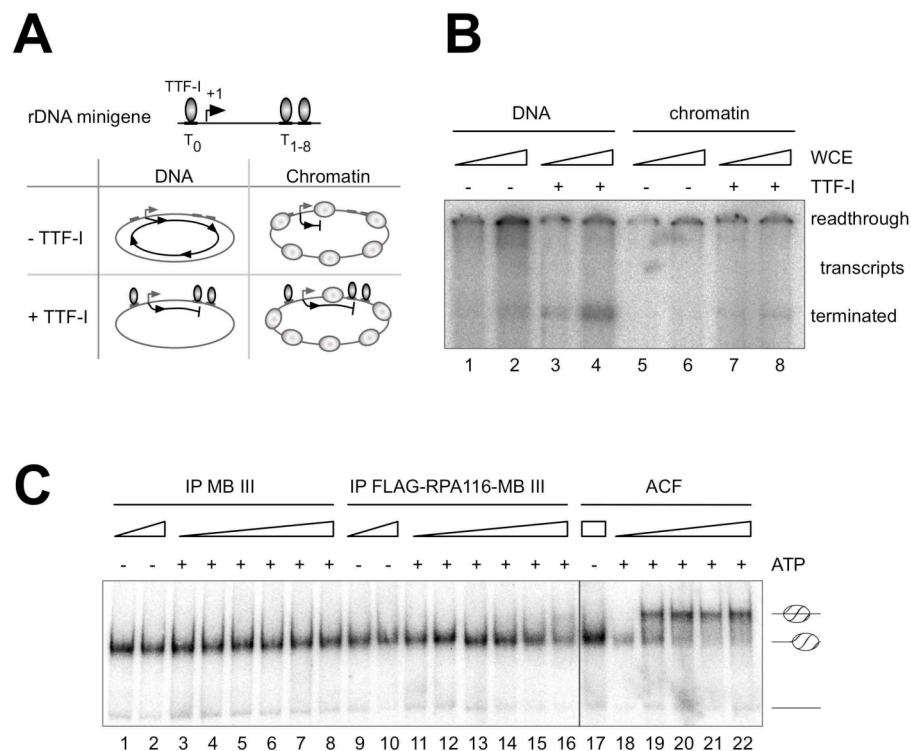 A
TTF-I
+1
rDNA minigene
T0
T1-8
DNA
Chromatin
- TTF-I
+ TTF-I
B
DNA
chromatin
WCE
- - + + - - + + TTF-I
readthrough
transcripts
terminated
1 2 3 4 5 6 7 8
C
IP MB III
IP FLAG-RPA116-MB III
ACF
- - + + + + + + - - + + + + + + - + + + + + ATP
1 2 3 4 5 6 7 8 9 10 11 12 13 14 15 16 17 18 19 20 21 22